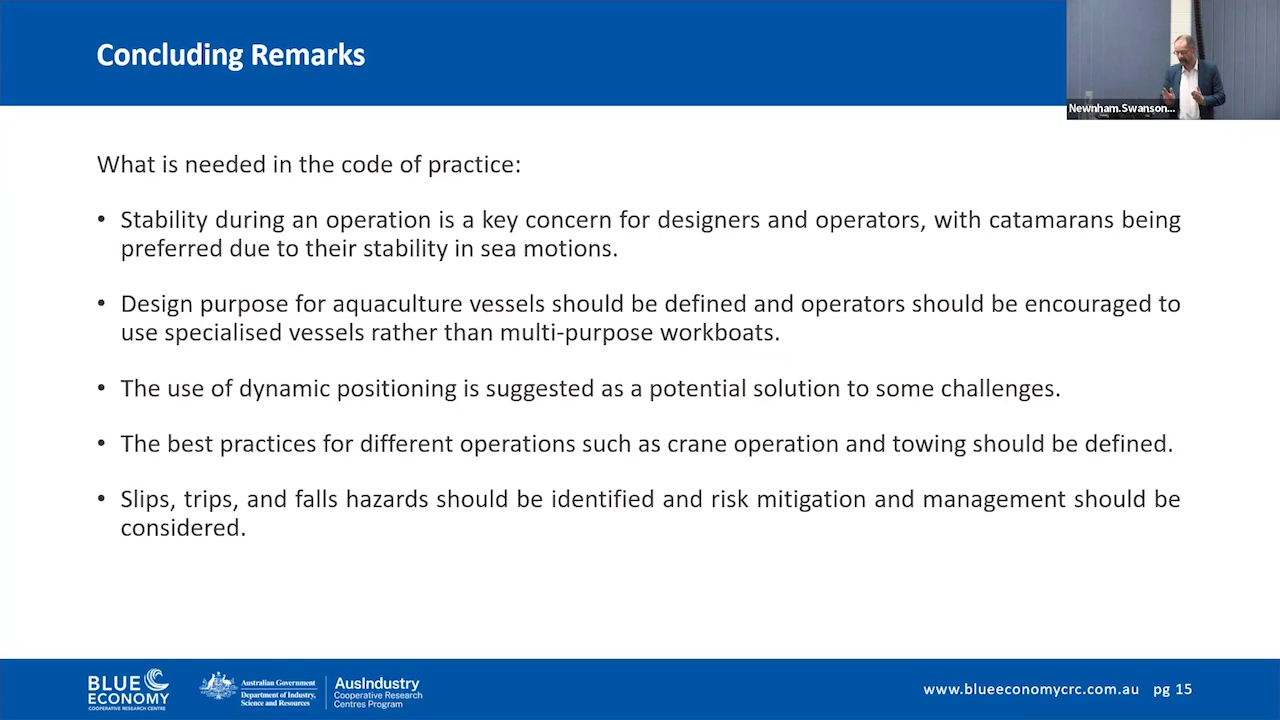 Concluding Remarks
Newnham.Swanson...
What is needed in the code of practice:
• Stability during an operation is a key concern for designers and operators, with catamarans being
preferred due to their stability in sea motions.
• Design purpose for aquaculture vessels should be defined and operators should be encouraged to
use specialised vessels rather than multi-purpose workboats.
• The use of dynamic positioning is suggested as a potential solution to some challenges.
• The best practices for different operations such as crane operation and towing should be defined.
• Slips, trips, and falls hazards should be identified and risk mitigation and management should be
considered.
BLUE
ECONOMY
COOPERATIVE RESEARCH CENTRE
Australian Government
Department of Industry,
Science and Resources
AusIndustry
Cooperative Research
Centres Program
www.blueeconomycrc.com.au pg 15